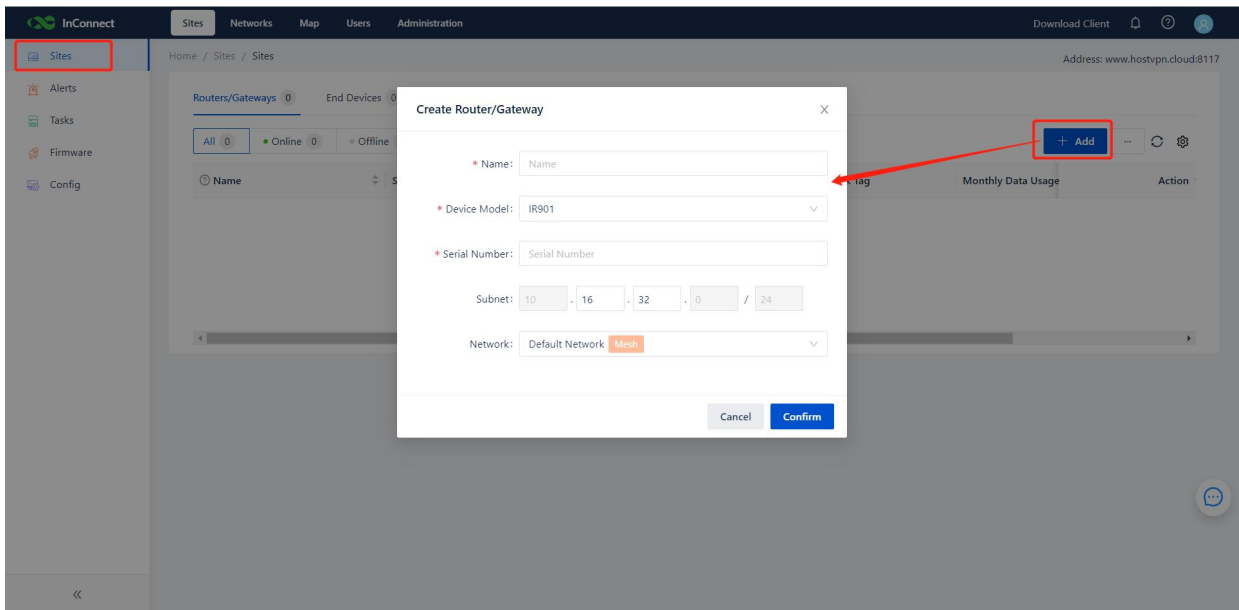 InConnect Sites Networks Map Users Administration Download Client
Sites Home / Sites / Sites Address: www.hostvpn.cloud:8117
Alerts
Tasks
Firmware
Config
Routers/Gateways 0 End Devices 0
All 0 Online 0 Offline + Add ...
Name Tag Monthly Data Usage Action
Create Router/Gateway
* Name: Name
* Device Model: IR901
* Serial Number: Serial Number
Subnet: 10 . 16 . 32 . 0 / 24
Network: Default Network Mesh
Cancel Confirm